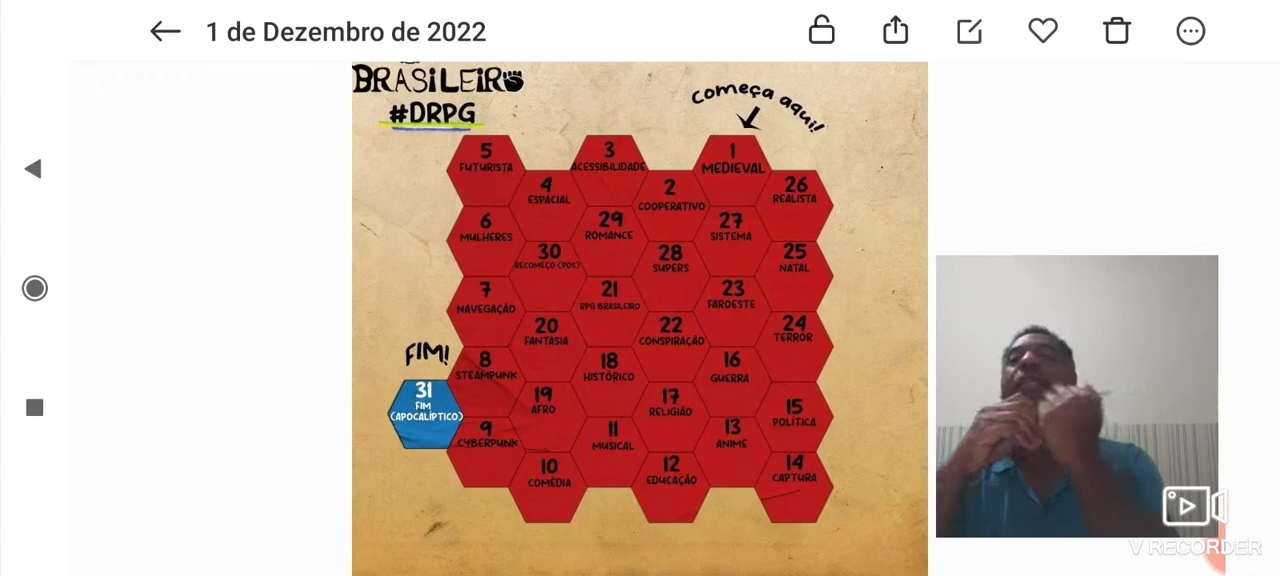 1 de Dezembro de 2022
BRASiLEiRO
#DRPG
Começa aqui!
5
FUTURISTA
3
ACESSIBILIDADE
1
MEDIEVAL
4
ESPACIAL
2
COOPERATIVO
26
REALISTA
6
MULHERES
29
ROMANCE
27
SISTEMA
30
RECOMEÇO (PÓS)
28
SUPERS
25
NATAL
7
NAVEGAÇÃO
21
RPG BRASILEIRO
23
FAROESTE
20
FANTASIA
22
CONSPIRAÇÃO
24
TERROR
FIM!
8
STEAMPUNK
18
HISTÓRICO
16
GUERRA
31
FIM
(APOCALÍPTICO)
19
AFRO
17
RELIGIÃO
15
POLÍTICA
9
CYBERPUNK
11
MUSICAL
13
ANIME
10
COMÉDIA
12
EDUCAÇÃO
14
CAPTURA
V RECORDER